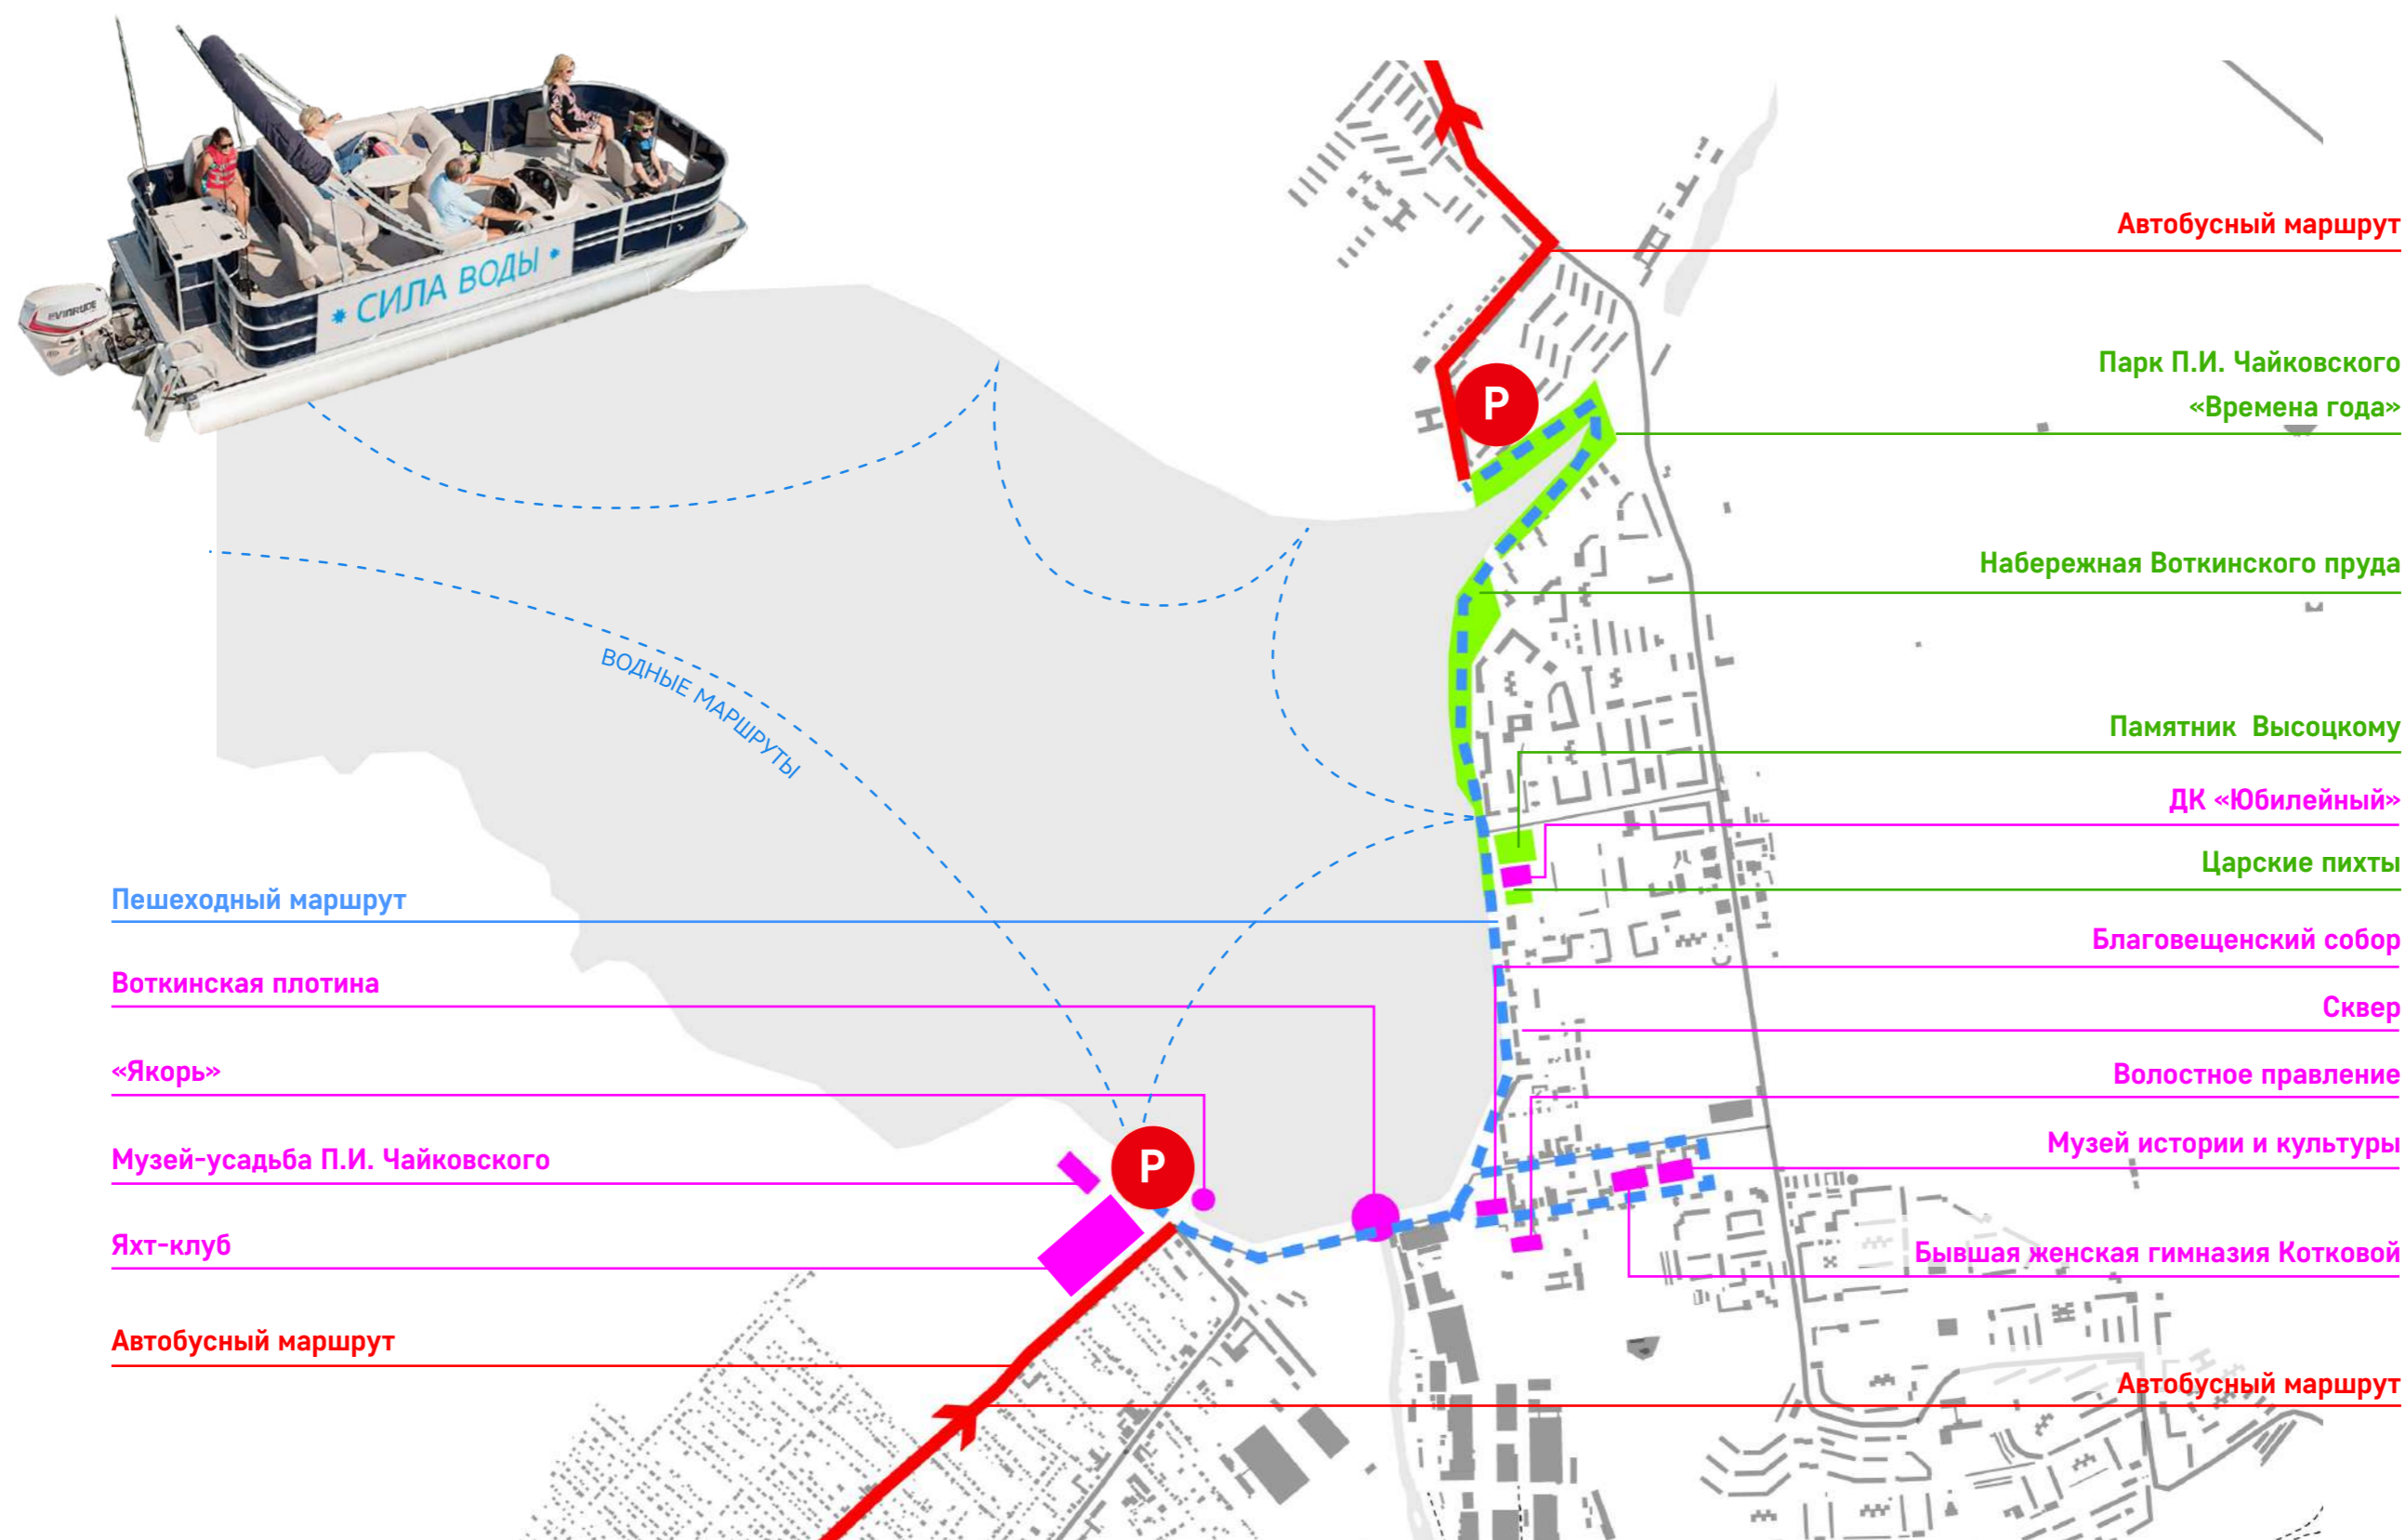 EVINRUDE
* СИЛА ВОДЫ *
Автобусный маршрут
P
Парк П.И. Чайковского
«Времена года»
Набережная Воткинского пруда
ВОДНЫЕ МАРШРУТЫ
Памятник Высоцкому
ДК «Юбилейный»
Царские пихты
Благовещенский собор
Сквер
Волостное правление
Музей истории и культуры
Бывшая женская гимназия Котковой
Автобусный маршрут
Пешеходный маршрут
Воткинская плотина
«Якорь»
Музей-усадьба П.И. Чайковского
P
Яхт-клуб
Автобусный маршрут